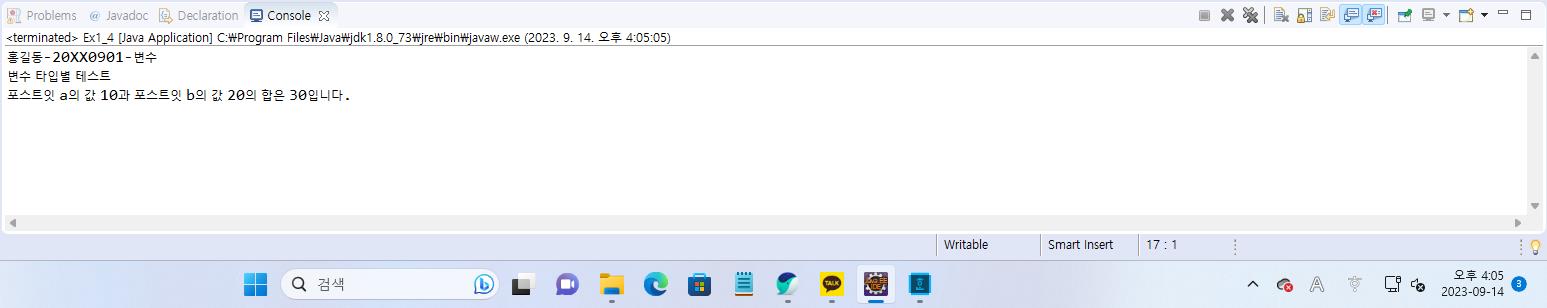 Problems @ Javadoc Declaration Console
<terminated> Ex1_4 [Java Application] C:₩Program Files₩Java₩jdk1.8.0_73₩jre₩bin₩javaw.exe (2023. 9. 14. 오후 4:05:05)
홍길동-20XX0901-변수
변수 타입별 테스트
포스트잇 a의 값 10과 포스트잇 b의 값 20의 합은 30입니다.
Writable Smart Insert 17 : 1
검색 TALK Java EE IDE A 오후 4:05
2023-09-14 3